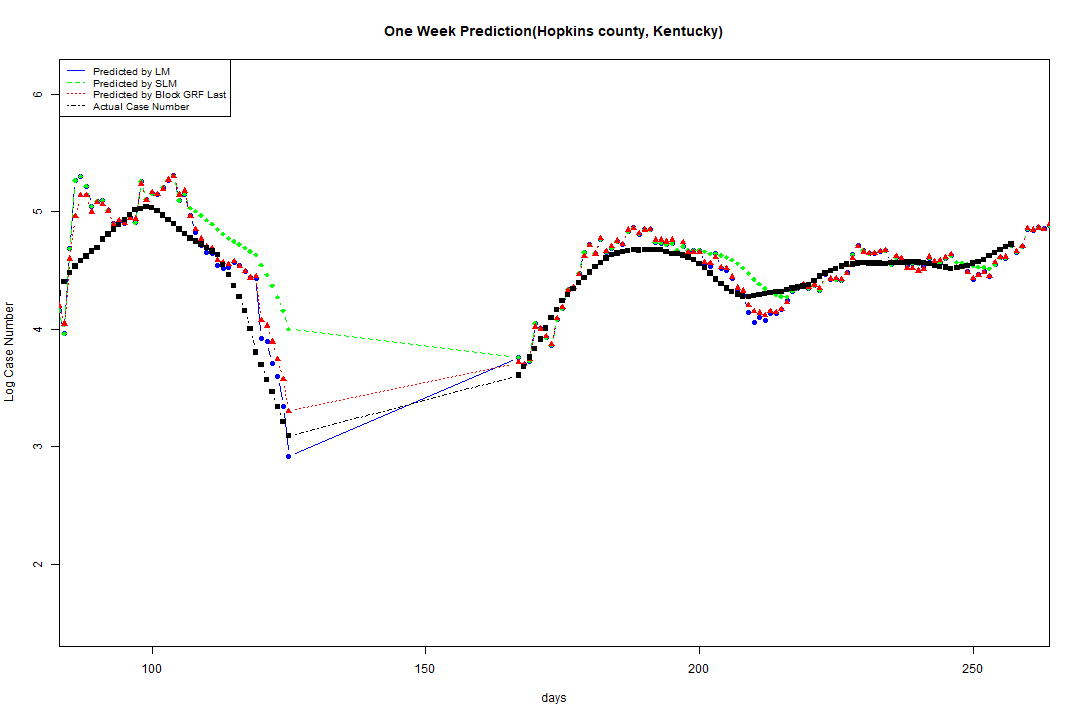 One Week Prediction(Hopkins county, Kentucky)
Predicted by LM
Predicted by SLM
Predicted by Block GRF Last
Actual Case Number
6
5
4
3
2
Log Case Number
100 150 200 250
days